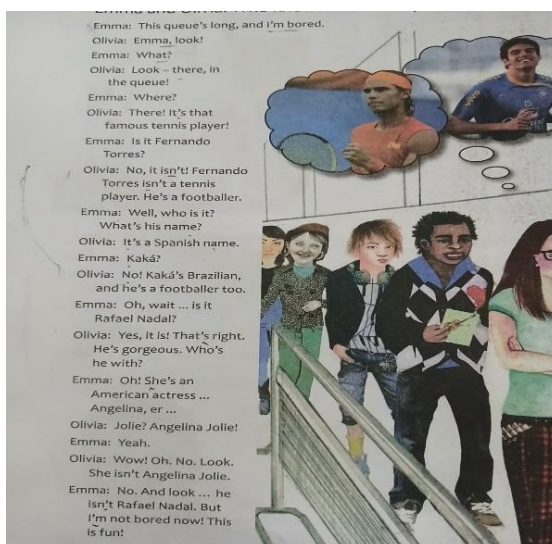 Emma: This queue's long, and I'm bored.
Olivia: Emma, look!
Emma: What?
Olivia: Look – there, in
the queue!
Emma: Where?
Olivia: There! It's that
famous tennis player!
Emma: Is it Fernando
Torres?
Olivia: No, it isn't! Fernando
Torres isn't a tennis
player. He's a footballer.
Emma: Well, who is it?
What's his name?
Olivia: It's a Spanish name.
Emma: Kaká?
Olivia: No! Kaká's Brazilian,
and he's a footballer too.
Emma: Oh, wait ... is it
Rafael Nadal?
Olivia: Yes, it is! That's right.
He's gorgeous. Who's
he with?
Emma: Oh! She's an
American actress ...
Angelina, er ...
Olivia: Jolie? Angelina Jolie!
Emma: Yeah.
Olivia: Wow! Oh. No. Look.
She isn't Angelina Jolie.
Emma: No. And look ... he
isn't Rafael Nadal. But
I'm not bored now! This
is fun!